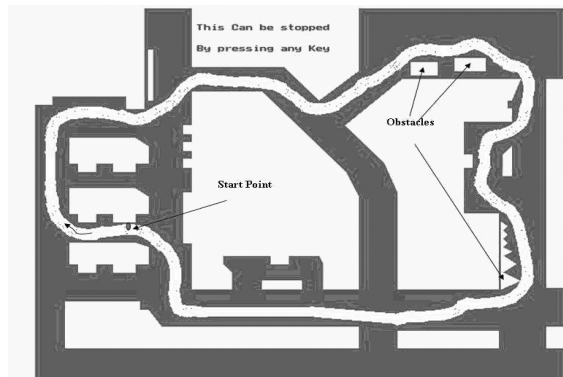 This Can be stopped
By pressing any Key
Obstacles
Start Point